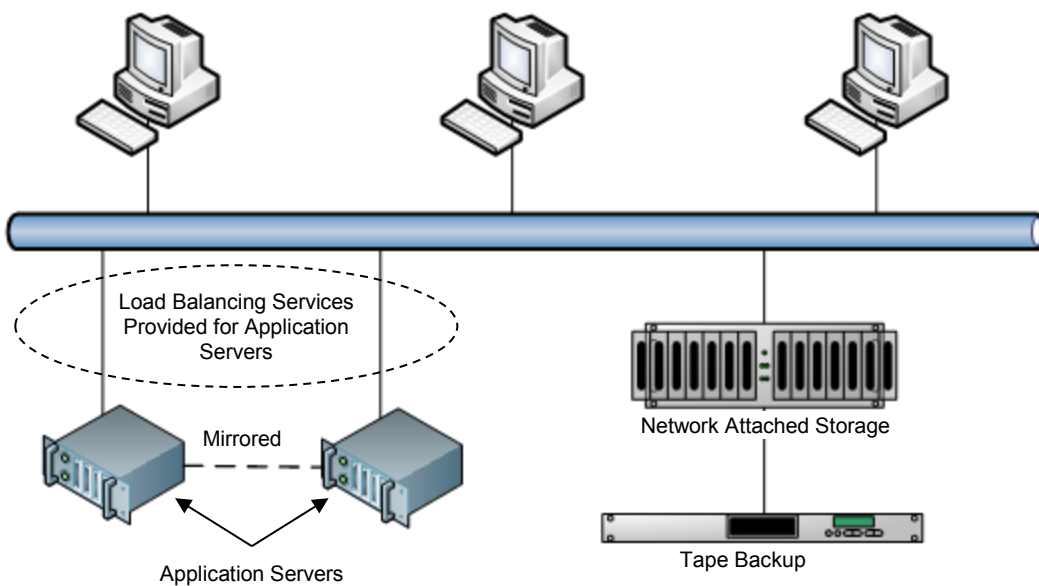 Load Balancing Services
Provided for Application
Servers
Mirrored
Network Attached Storage
Tape Backup
Application Servers